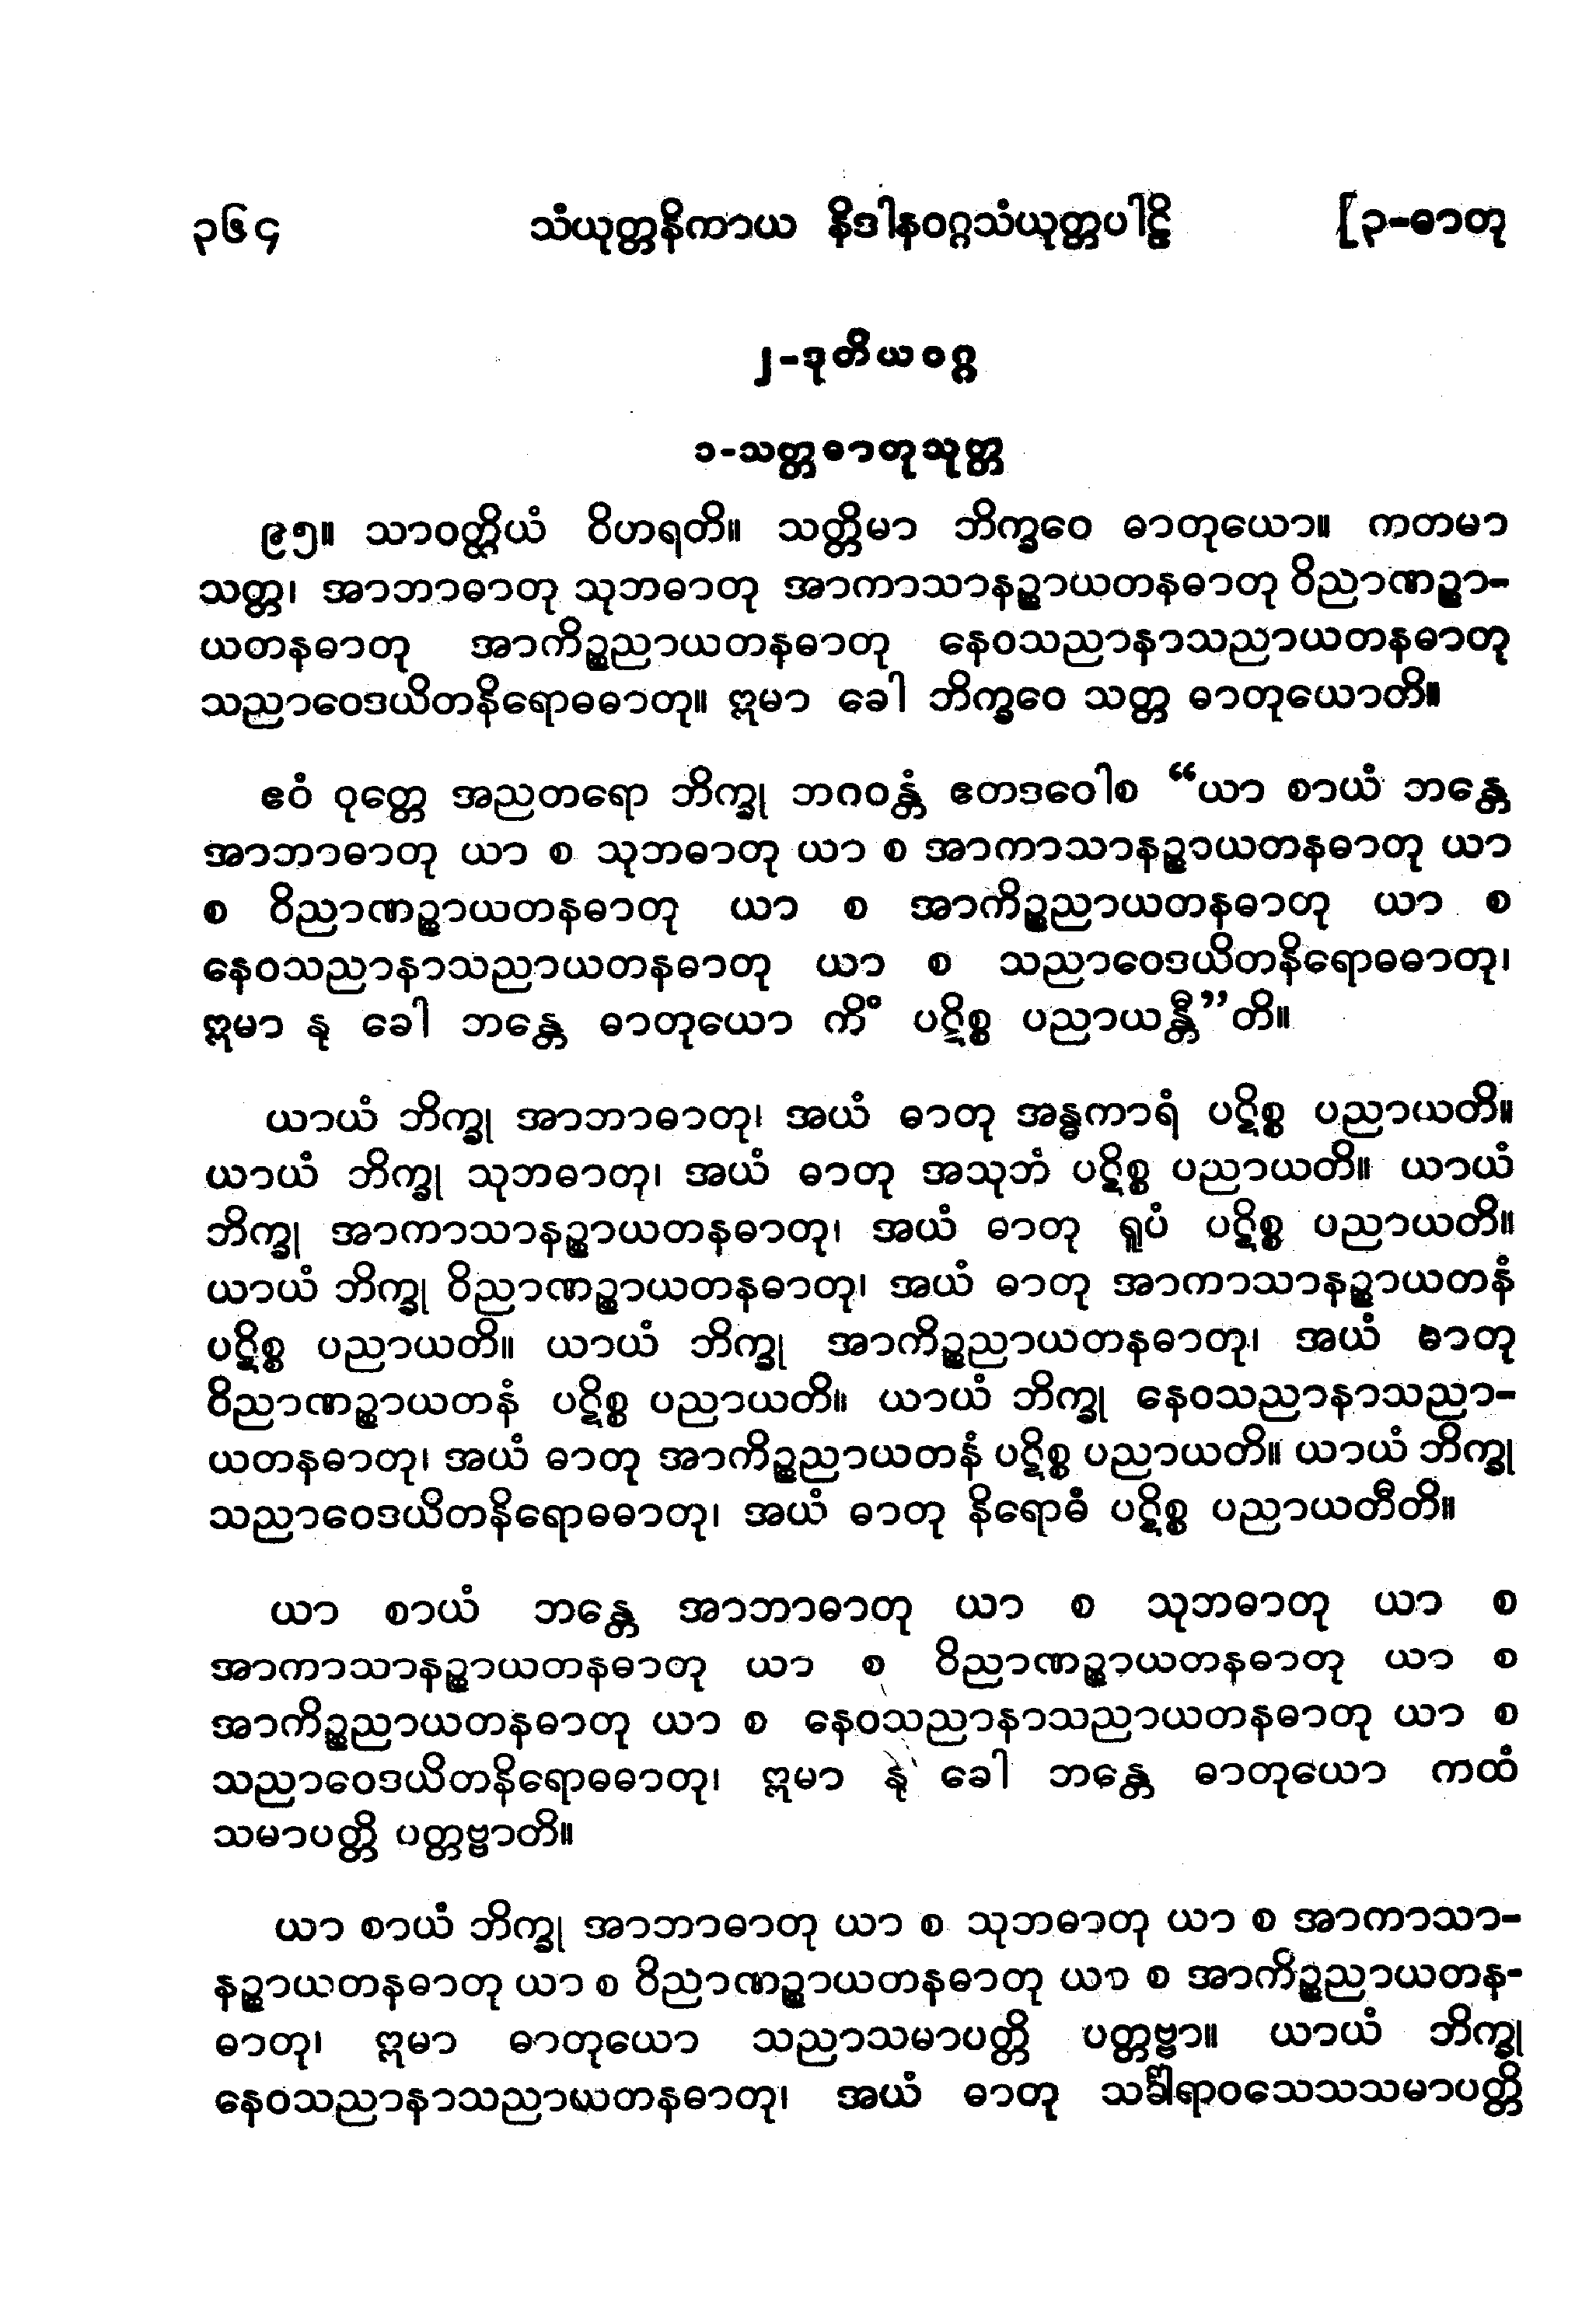 ၃၆၄ သံယုတ္တနိကာယ နိဒါနဝဂ္ဂသံယုတ္တပါဠိ [၃-ဓာတု
၂-ဒုတိယဝဂ္ဂ
၁-သတ္တဓာတုသုတ္တ
၉၅။ သာဝတ္ထိယံ ဝိဟရတိ။ သတ္တိမာ ဘိက္ခဝေ ဓာတုယော။ ကတမာ
သတ္တ၊ အာဘာဓာတု သုဘဓာတု အာကာသာနဉ္စာယတနဓာတု ဝိညာဏဉ္စာ-
ယတနဓာတု အာကိဉ္စညာယတနဓာတု နေဝသညာနာသညာယတနဓာတု
သညာဝေဒယိတနိရောဓဓာတု။ ဣမာ ခေါ ဘိက္ခဝေ သတ္တ ဓာတုယောတိ။
ဧဝံ ဝုတ္တေ အညတရော ဘိက္ခု ဘဂဝန္တံ ဧတဒဝေါစ “ယာ စာယံ ဘန္တေ
အာဘာဓာတု ယာ စ သုဘဓာတု ယာ စ အာကာသာနဉ္စာယတနဓာတု ယာ
စ ဝိညာဏဉ္စာယတနဓာတု ယာ စ အာကိဉ္စညာယတနဓာတု ယာ စ
နေဝသညာနာသညာယတနဓာတု ယာ စ သညာဝေဒယိတနိရောဓဓာတု၊
ဣမာ နု ခေါ ဘန္တေ ဓာတုယော ကိံ ပဋိစ္စ ပညာယန္တီ”တိ။
ယာယံ ဘိက္ခု အာဘာဓာတု၊ အယံ ဓာတု အန္ဓကာရံ ပဋိစ္စ ပညာယတိ။
ယာယံ ဘိက္ခု သုဘဓာတု၊ အယံ ဓာတု အသုဘံ ပဋိစ္စ ပညာယတိ။ ယာယံ
ဘိက္ခု အာကာသာနဉ္စာယတနဓာတု၊ အယံ ဓာတု ရူပံ ပဋိစ္စ ပညာယတိ။
ယာယံ ဘိက္ခု ဝိညာဏဉ္စာယတနဓာတု၊ အယံ ဓာတု အာကာသာနဉ္စာယတနံ
ပဋိစ္စ ပညာယတိ။ ယာယံ ဘိက္ခု အာကိဉ္စညာယတနဓာတု၊ အယံ ဓာတု
ဝိညာဏဉ္စာယတနံ ပဋိစ္စ ပညာယတိ။ ယာယံ ဘိက္ခု နေဝသညာနာသညာ-
ယတနဓာတု၊ အယံ ဓာတု အာကိဉ္စညာယတနံ ပဋိစ္စ ပညာယတိ။ ယာယံ ဘိက္ခု
သညာဝေဒယိတနိရောဓဓာတု၊ အယံ ဓာတု နိရောဓံ ပဋိစ္စ ပညာယတီတိ။
ယာ စာယံ ဘန္တေ အာဘာဓာတု ယာ စ သုဘဓာတု ယာ စ
အာကာသာနဉ္စာယတနဓာတု ယာ စ ဝိညာဏဉ္စာယတနဓာတု ယာ စ
အာကိဉ္စညာယတနဓာတု ယာ စ နေဝသညာနာသညာယတနဓာတု ယာ စ
သညာဝေဒယိတနိရောဓဓာတု၊ ဣမာ နု ခေါ ဘန္တေ ဓာတုယော ကထံ
သမာပတ္တိ ပတ္တဗ္ဗာတိ။
ယာ စာယံ ဘိက္ခု အာဘာဓာတု ယာ စ သုဘဓာတု ယာ စ အာကာသာ-
နဉ္စာယတနဓာတု ယာ စ ဝိညာဏဉ္စာယတနဓာတု ယာ စ အာကိဉ္စညာယတန-
ဓာတု၊ ဣမာ ဓာတုယော သညာသမာပတ္တိ ပတ္တဗ္ဗာ။ ယာယံ ဘိက္ခု
နေဝသညာနာသညာယတနဓာတု၊ အယံ ဓာတု သင်္ခါရာဝသေသသမာပတ္တိ